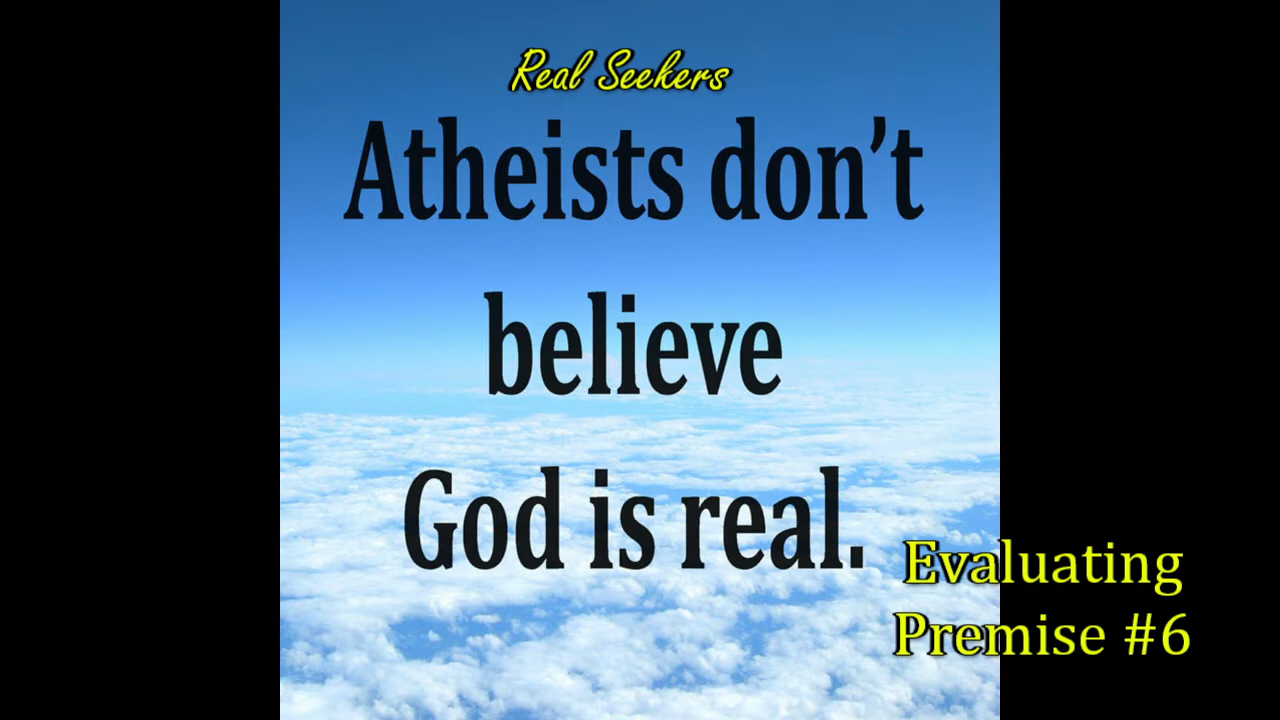 Real Seekers
Atheists don’t
believe
God is real.
Evaluating
Premise #6